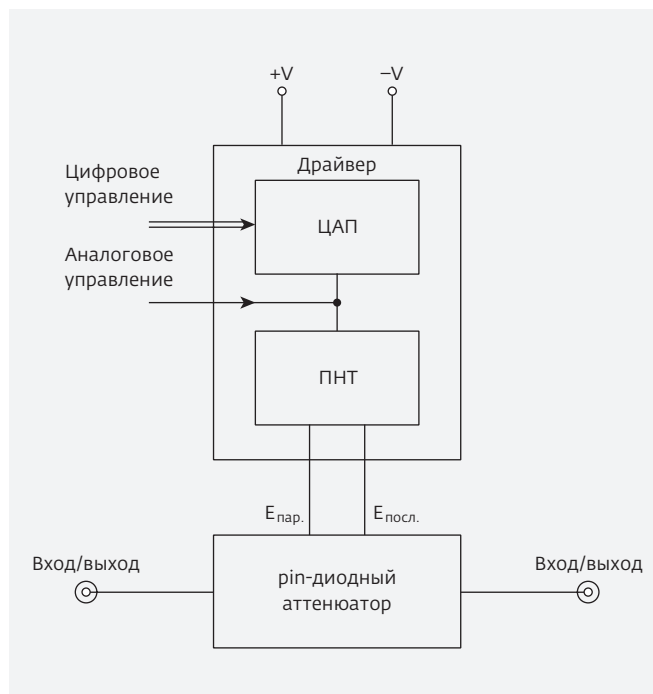 +V
–V
Драйвер
Цифровое
управление
ЦАП
Аналоговое
управление
ПНТ
Eпар.
Eпосл.
Вход/выход
pin-диодный
аттенюатор
Вход/выход